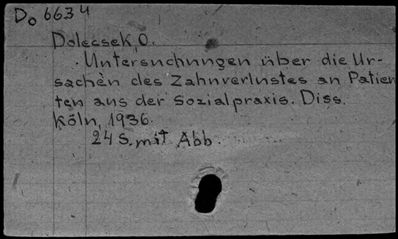 Do 6634
Dolecsek, O.
Untersuchungen über die Ur-
sachen des Zahnverlustes an Patien
ten aus der Sozialpraxis. Diss.
Köln, 1936.
24 S. mit Abb.